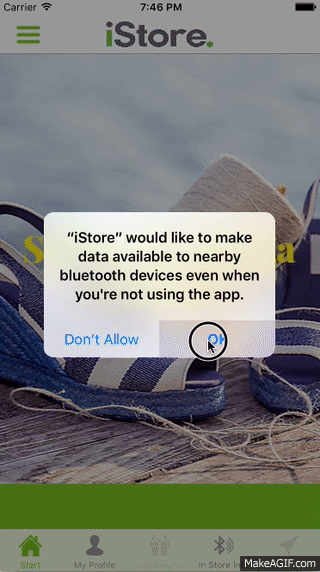 Carrier 7:46 PM
iStore.
S a
“iStore” would like to make
data available to nearby
bluetooth devices even when
you're not using the app.
Don’t Allow OK
Start My Profile Campaigns In Store In
MakeAGIF.com